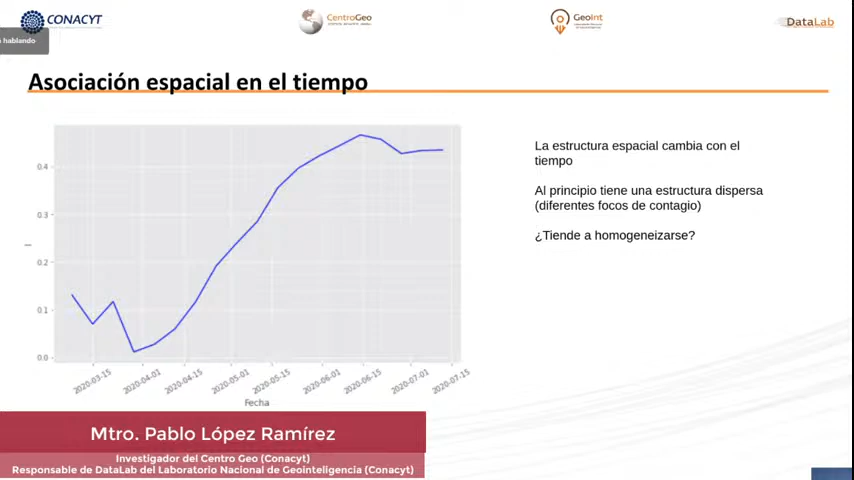 CONACYT
CentroGeo
GeoInt
DataLab
hablando
Asociación espacial en el tiempo
La estructura espacial cambia con el
tiempo
Al principio tiene una estructura dispersa
(diferentes focos de contagio)
¿Tiende a homogeneizarse?
0.4
0.3
I
0.2
0.1
0.0
2020-03-15
2020-04-01
2020-04-15
2020-05-01
2020-05-15
2020-06-01
2020-06-15
2020-07-01
2020-07-15
Fecha
Mtro. Pablo López Ramírez
Investigador del Centro Geo (Conacyt)
Responsable de DataLab del Laboratorio Nacional de Geointeligencia (Conacyt)